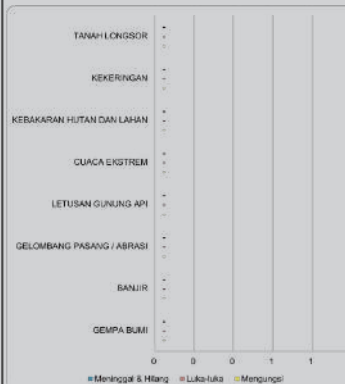 TANAH LONGSOR
-
-
-
KEKERINGAN
-
-
-
KEBAKARAN HUTAN DAN LAHAN
-
-
-
CUACA EKSTREM
-
-
-
LETUSAN GUNUNG API
-
-
-
GELOMBANG PASANG / ABRASI
-
-
-
BANJIR
-
-
-
GEMPA BUMI
-
-
-
0 0 0 1 1
Meninggal & Hilang Luka-luka Mengungsi